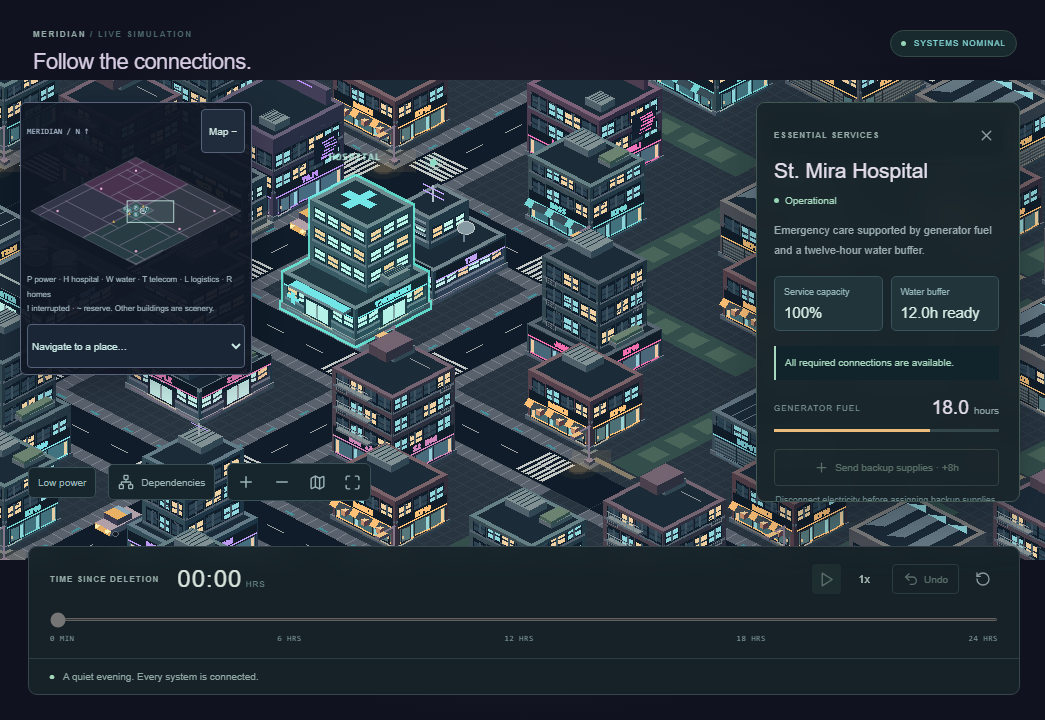 MERIDIAN / LIVE SIMULATION
Follow the connections.
SYSTEMS NOMINAL
MERIDIAN / N ↑
Map −
P power · H hospital · W water · T telecom · L logistics · R
homes
! interrupted · ~ reserve. Other buildings are scenery.
Navigate to a place...
HOSPITAL
ESSENTIAL SERVICES
St. Mira Hospital
Operational
Emergency care supported by generator fuel
and a twelve-hour water buffer.
Service capacity
100%
Water buffer
12.0h ready
All required connections are available.
GENERATOR FUEL
18.0 hours
Send backup supplies · +8h
Disconnect electricity before assigning backup supplies.
Low power
Dependencies
TIME SINCE DELETION
00:00 HRS
1x
Undo
0 MIN
6 HRS
12 HRS
18 HRS
24 HRS
A quiet evening. Every system is connected.